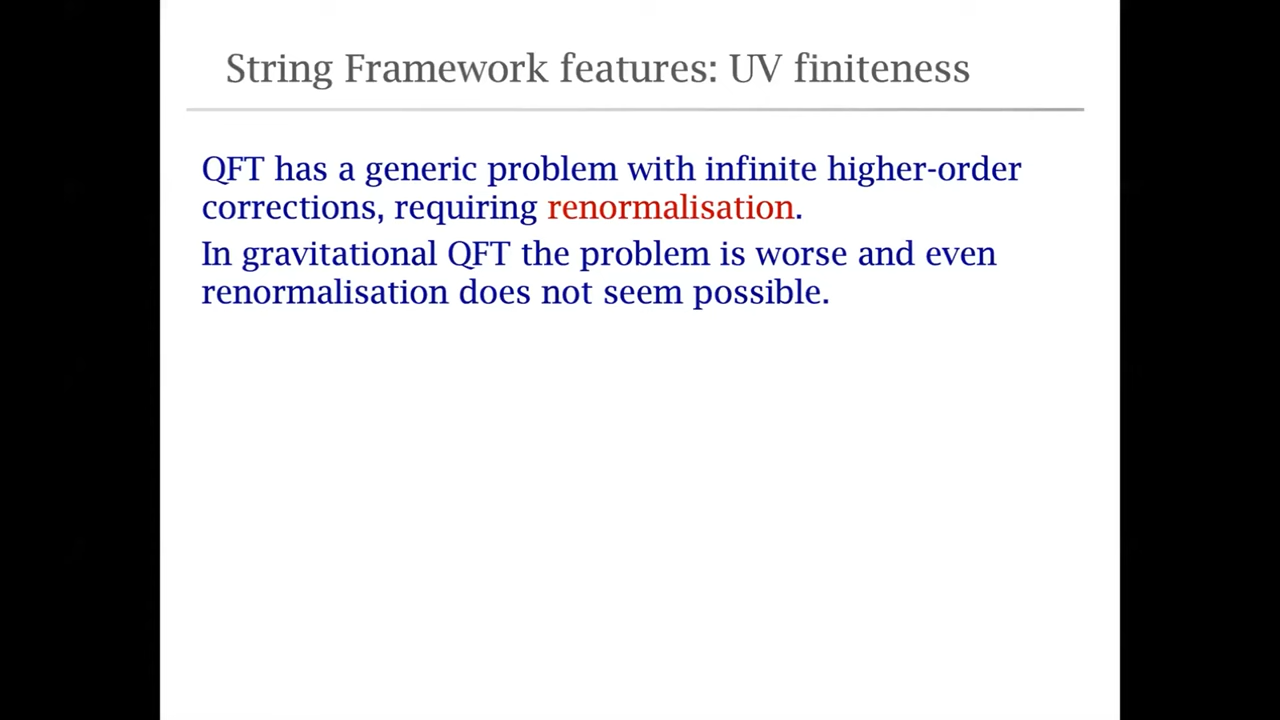 String Framework features: UV finiteness
QFT has a generic problem with infinite higher-order
corrections, requiring renormalisation.
In gravitational QFT the problem is worse and even
renormalisation does not seem possible.